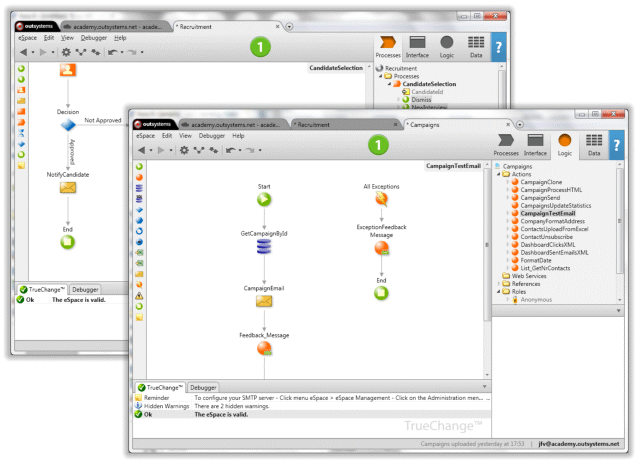 outsystems
academy.outsystems.net - acade...
* Recruitment
eSpace Edit View Debugger Help
1
Processes Interface Logic Data
?
CandidateSelection
Recruitment
Processes
CandidateSelection
CandidateId
Dismiss
NewInterview
Decision
Not Approved
Approved
NotifyCandidate
End
TrueChange™ Debugger
Ok The eSpace is valid.
outsystems
academy.outsystems.net - acade...
* Recruitment
* Campaigns
eSpace Edit View Debugger Help
1
Processes Interface Logic Data
?
CampaignTestEmail
Start
GetCampaignById
CampaignEmail
Feedback_Message
All Exceptions
ExceptionFeedback
Message
End
Campaigns
Actions
CampaignClone
CampaignProcessHTML
CampaignSend
CampaignsUpdateStatistics
CampaignTestEmail
CompanyFormatAddress
ContactsUploadFromExcel
ContactUnsubscribe
DashboardClicksXML
DashboardSentEmailsXML
FormatDate
List_GetNrContacts
Web Services
References
Roles
Anonymous
TrueChange™ Debugger
Reminder To configure your SMTP server - Click menu eSpace > eSpace Management - Click on the Administration men... ...
Hidden Warnings There are 2 hidden warnings.
Ok The eSpace is valid.
TrueChange™
Campaigns uploaded yesterday at 17:53 | jfv@academy.outsystems.net